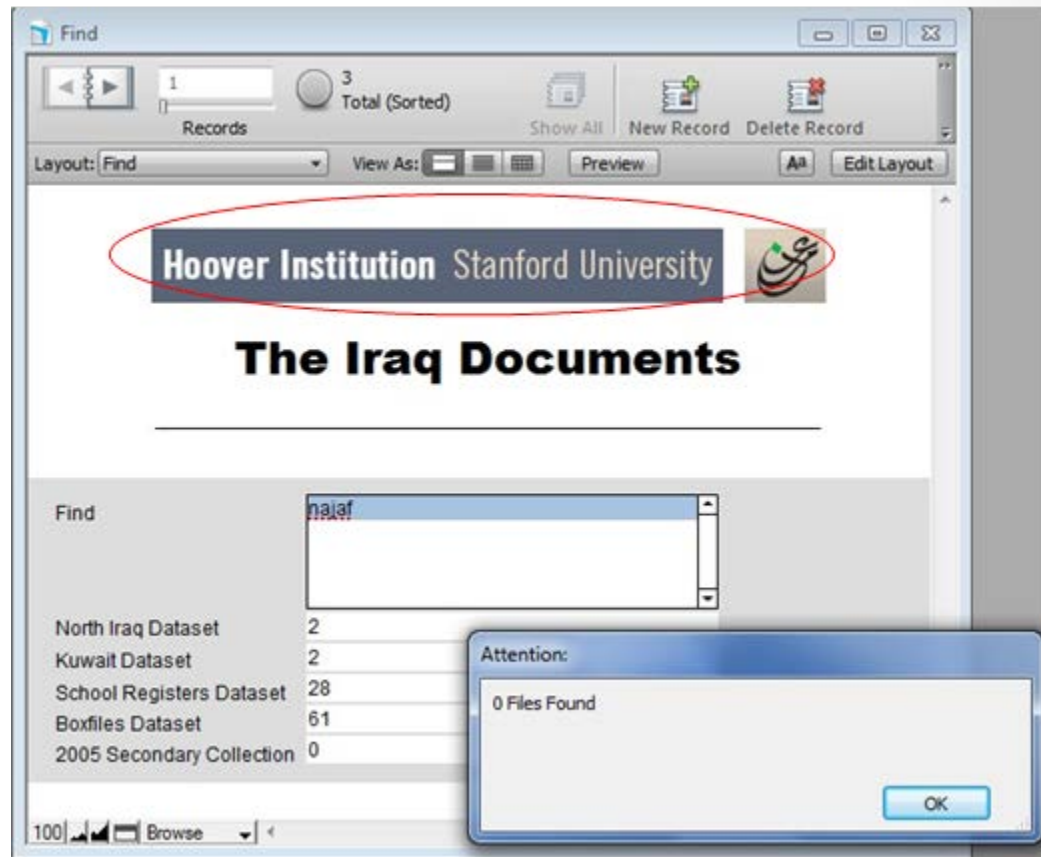 Find
1
Records
3
Total (Sorted)
Show All
New Record
Delete Record
Layout: Find
View As:
Preview
Aa
Edit Layout
Hoover Institution Stanford University
The Iraq Documents
Find
najaf
North Iraq Dataset 2
Kuwait Dataset 2
School Registers Dataset 28
Boxfiles Dataset 61
2005 Secondary Collection 0
Attention:
0 Files Found
OK
100 Browse